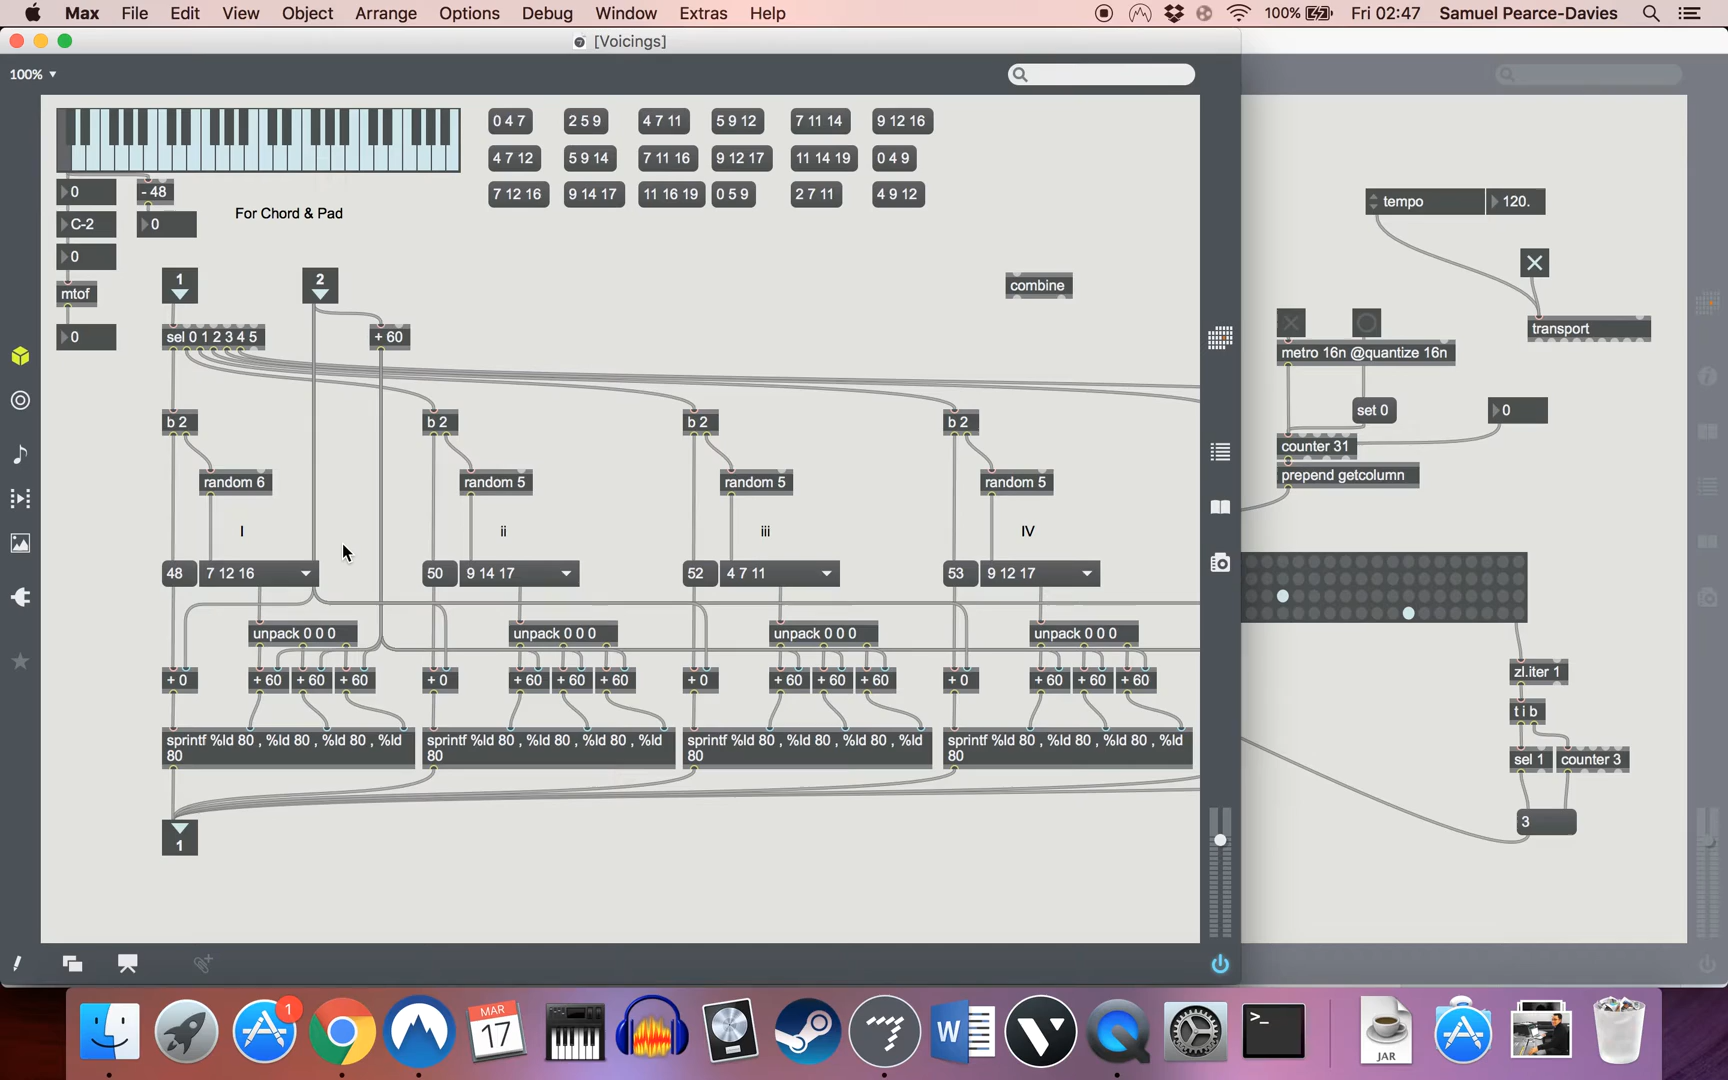 Max File Edit View Object Arrange Options Debug Window Extras Help 100% Fri 02:47 Samuel Pearce-Davies
[Voicings]
100%
0 4 7 2 5 9 4 7 11 5 9 12 7 11 14 9 12 16
4 7 12 5 9 14 7 11 16 9 12 17 11 14 19 0 4 9
7 12 16 9 14 17 11 16 19 0 5 9 2 7 11 4 9 12
0 - 48
C-2 0
For Chord & Pad
0
mtof
0
1 2
combine
sel 0 1 2 3 4 5 + 60
b 2 b 2 b 2 b 2
random 6 random 5 random 5 random 5
I ii iii IV
48 7 12 16 50 9 14 17 52 4 7 11 53 9 12 17
unpack 0 0 0 unpack 0 0 0 unpack 0 0 0 unpack 0 0 0
+ 0 + 60 + 60 + 60 + 0 + 60 + 60 + 60 + 0 + 60 + 60 + 60 + 0 + 60 + 60 + 60
sprintf %ld 80 , %ld 80 , %ld 80 , %ld
80
sprintf %ld 80 , %ld 80 , %ld 80 , %ld
80
sprintf %ld 80 , %ld 80 , %ld 80 , %ld
80
sprintf %ld 80 , %ld 80 , %ld 80 , %ld
80
1
tempo 120.
transport
metro 16n @quantize 16n
set 0 0
counter 31
prepend getcolumn
zl.iter 1
t i b
sel 1 counter 3
3
1
MAR
17
W
>_
JAR